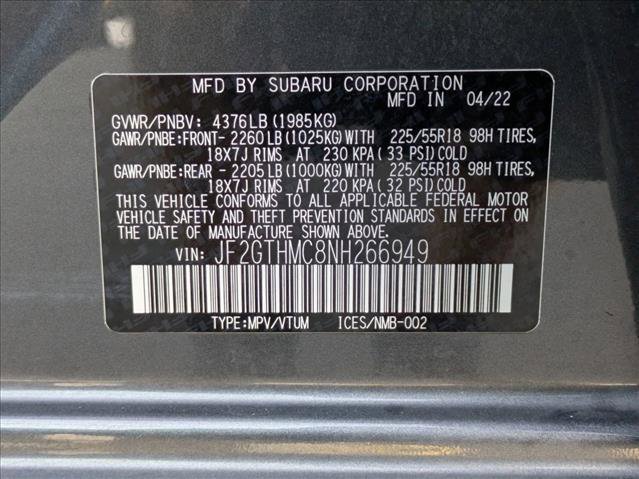 MFD BY SUBARU CORPORATION
MFD IN 04/22
GVWR/PNBV: 4376LB(1985KG)
GAWR/PNBE:FRONT- 2260LB(1025KG)WITH 225/55R18 98H TIRES,
18X7J RIMS AT 230 KPA(33 PSI)COLD
GAWR/PNBE:REAR - 2205LB(1000KG)WITH 225/55R18 98H TIRES,
18X7J RIMS AT 220 KPA(32 PSI)COLD
THIS VEHICLE CONFORMS TO ALL APPLICABLE FEDERAL MOTOR
VEHICLE SAFETY AND THEFT PREVENTION STANDARDS IN EFFECT ON
THE DATE OF MANUFACTURE SHOWN ABOVE.
VIN: JF2GTHMC8NH266949
TYPE:MPV/VTUM ICES/NMB-002